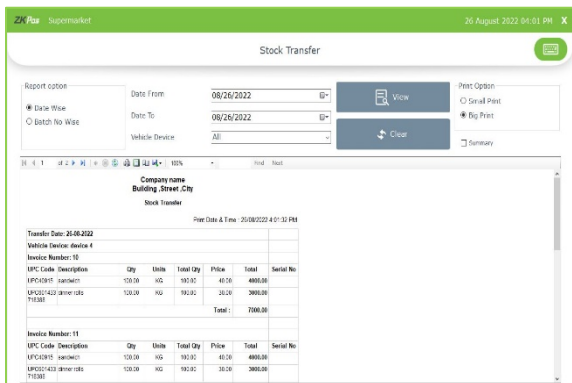 ZKPos Supermarket
26 August 2022 04:01 PM X
Stock Transfer
Report option
Date Wise
Batch No Wise
Date From 08/26/2022
Date To 08/26/2022
Vehicle Device All
View
Clear
Print Option
Small Print
Big Print
Summary
1 of 2 100% Find Next
Company name
Building ,Street ,City
Stock Transfer
Print Date & Time : 26/08/2022 4:01:32 PM
Transfer Date: 26-08-2022
Vehicle Device: device 4
Invoice Number: 10
UPC Code Description Qty Units Total Qty Price Total Serial No
UPC40915 sandwich 100.00 KG 100.00 40.00 4000.00
dinner rolls 100.00 KG 100.00 30.00 3000.00
Total : 7000.00
Invoice Number: 11
UPC Code Description Qty Units Total Qty Price Total Serial No
UPC40915 sandwich 100.00 KG 100.00 40.00 4000.00
dinner rolls 100.00 KG 100.00 30.00 3000.00